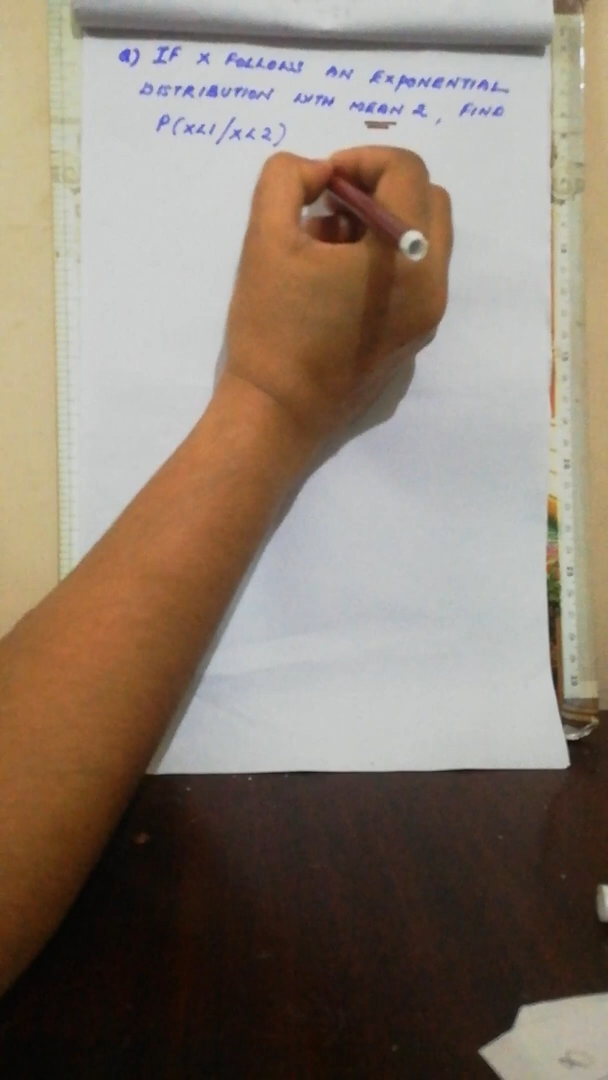 Q) IF X FOLLOWS AN EXPONENTIAL
DISTRIBUTION WITH MEAN 2, FIND
P(X<1/X<2)